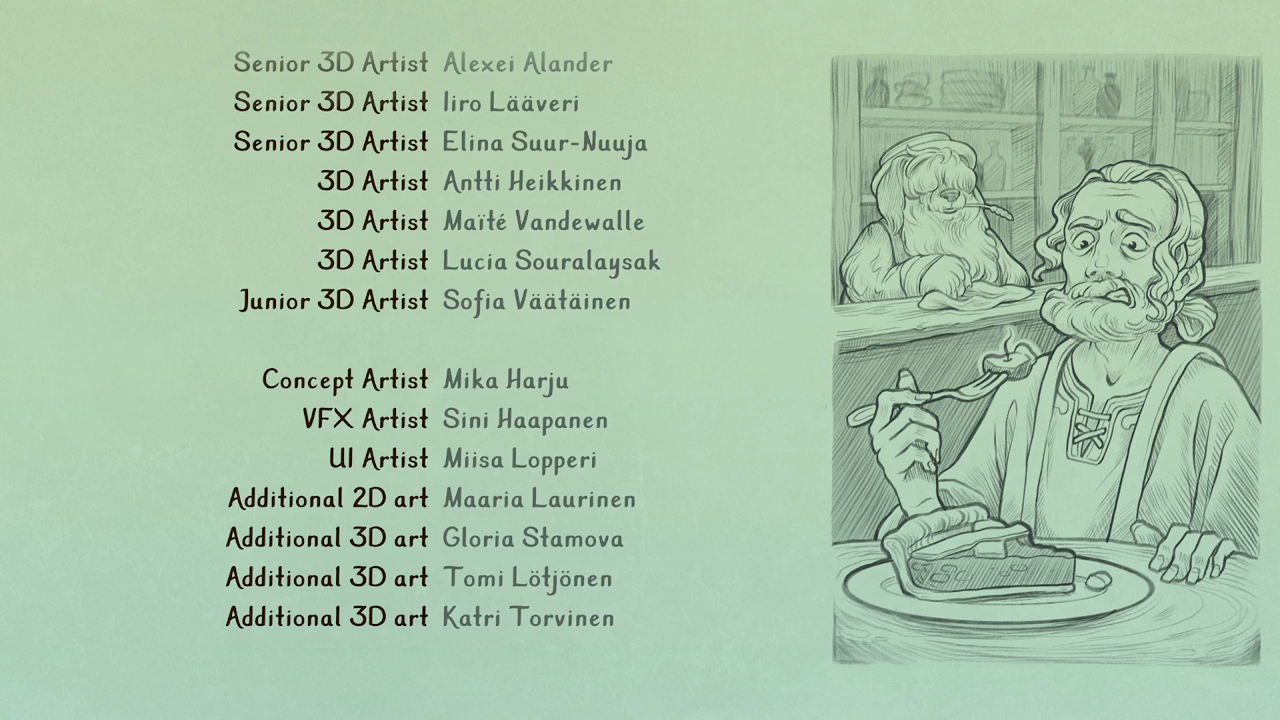 Senior 3D Artist Alexei Alander
Senior 3D Artist Iiro Lääveri
Senior 3D Artist Elina Suur-Nuuja
3D Artist Antti Heikkinen
3D Artist Maïté Vandewalle
3D Artist Lucia Souralaysak
Junior 3D Artist Sofia Väätäinen
Concept Artist Mika Harju
VFX Artist Sini Haapanen
UI Artist Miisa Lopperi
Additional 2D art Maaria Laurinen
Additional 3D art Gloria Stamova
Additional 3D art Tomi Lötjönen
Additional 3D art Katri Torvinen